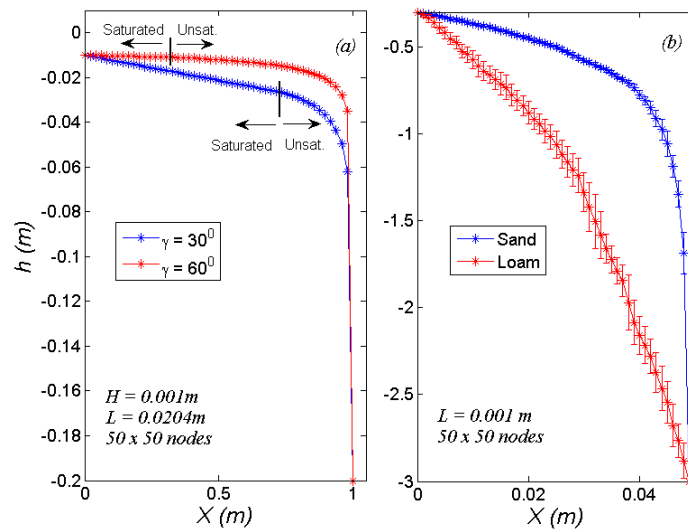 (a)
Saturated Unsat.
Saturated Unsat.
γ = 30⁰
γ = 60⁰
H = 0.001m
L = 0.0204m
50 x 50 nodes
h (m)
0
-0.02
-0.04
-0.06
-0.08
-0.1
-0.12
-0.14
-0.16
-0.18
-0.2
0 0.5 1
X (m)
(b)
Sand
Loam
L = 0.001 m
50 x 50 nodes
-0.5
-1
-1.5
-2
-2.5
-3
0 0.02 0.04
X (m)